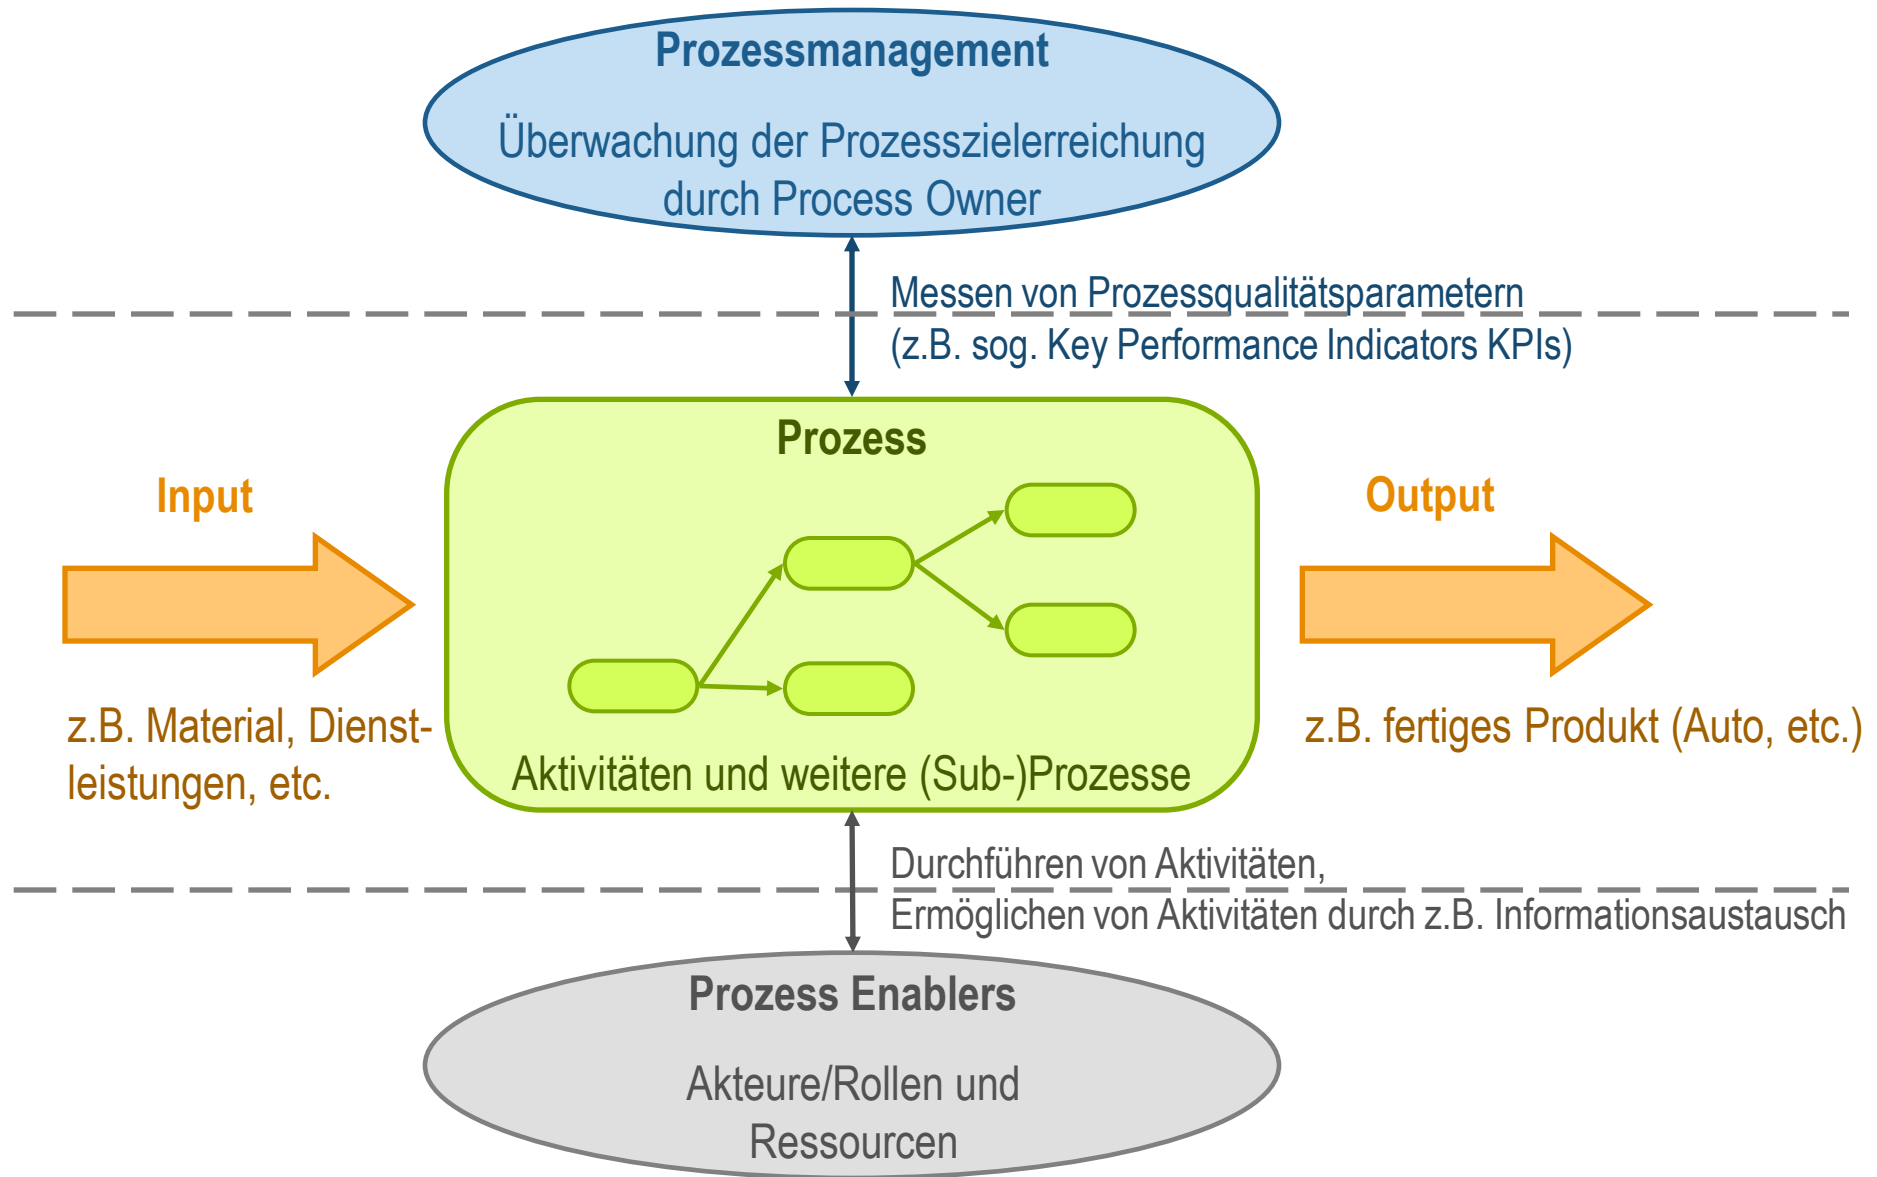 Prozessmanagement
Überwachung der Prozesszielerreichung
durch Process Owner
Messen von Prozessqualitätsparametern
(z.B. sog. Key Performance Indicators KPIs)
Prozess
Input
Output
z.B. Material, Dienst-
leistungen, etc.
z.B. fertiges Produkt (Auto, etc.)
Aktivitäten und weitere (Sub-)Prozesse
Durchführen von Aktivitäten,
Ermöglichen von Aktivitäten durch z.B. Informationsaustausch
Prozess Enablers
Akteure/Rollen und
Ressourcen